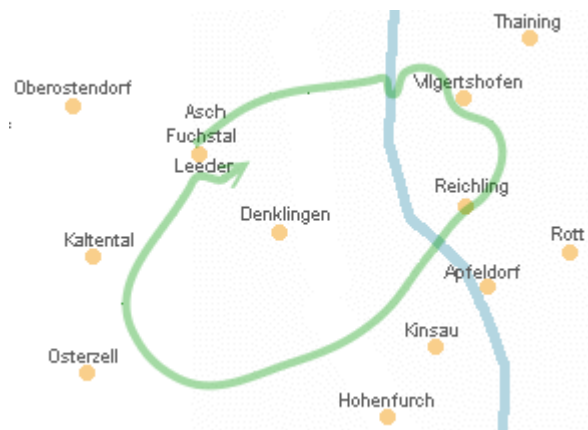 Thaining
Oberostendorf
Vilgertshofen
Asch
Fuchstal
Leeder
Reichling
Denklingen
Kaltental
Rott
Apfeldorf
Kinsau
Osterzell
Hohenfurch